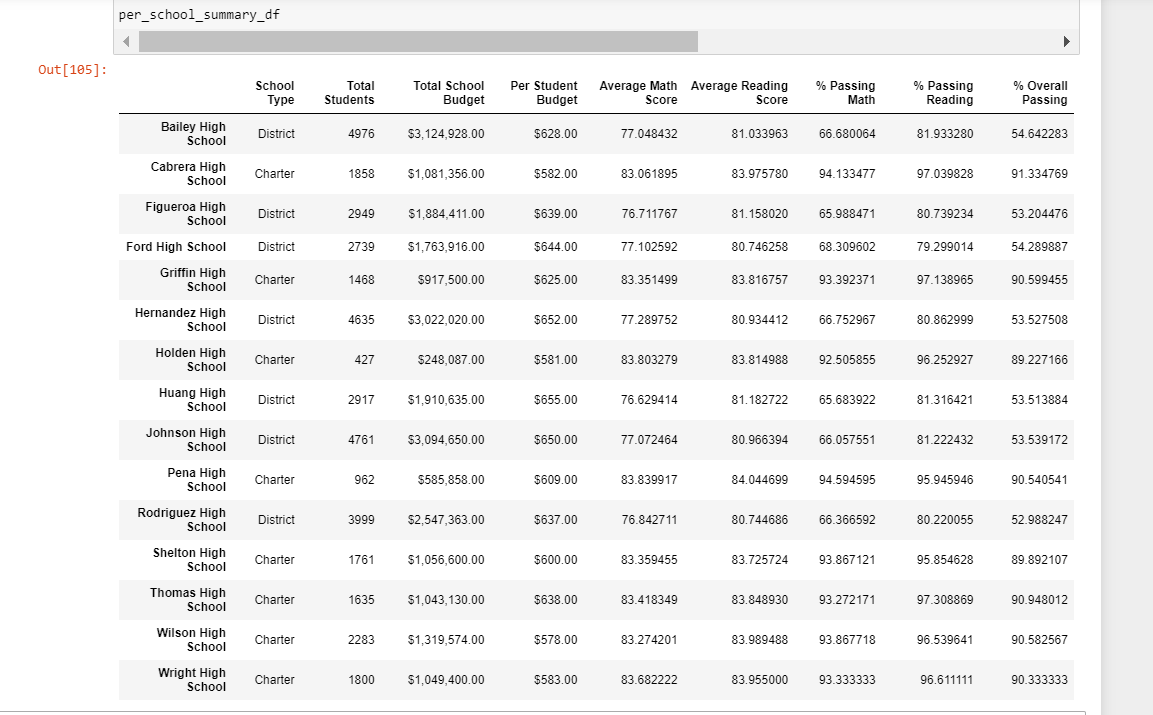 per_school_summary_df
Out[105]:
School Type Total Students Total School Budget Per Student Budget Average Math Score Average Reading Score % Passing Math % Passing Reading % Overall Passing
Bailey High School District 4976 $3,124,928.00 $628.00 77.048432 81.033963 66.680064 81.933280 54.642283
Cabrera High School Charter 1858 $1,081,356.00 $582.00 83.061895 83.975780 94.133477 97.039828 91.334769
Figueroa High School District 2949 $1,884,411.00 $639.00 76.711767 81.158020 65.988471 80.739234 53.204476
Ford High School District 2739 $1,763,916.00 $644.00 77.102592 80.746258 68.309602 79.299014 54.289887
Griffin High School Charter 1468 $917,500.00 $625.00 83.351499 83.816757 93.392371 97.138965 90.599455
Hernandez High School District 4635 $3,022,020.00 $652.00 77.289752 80.934412 66.752967 80.862999 53.527508
Holden High School Charter 427 $248,087.00 $581.00 83.803279 83.814988 92.505855 96.252927 89.227166
Huang High School District 2917 $1,910,635.00 $655.00 76.629414 81.182722 65.683922 81.316421 53.513884
Johnson High School District 4761 $3,094,650.00 $650.00 77.072464 80.966394 66.057551 81.222432 53.539172
Pena High School Charter 962 $585,858.00 $609.00 83.839917 84.044699 94.594595 95.945946 90.540541
Rodriguez High School District 3999 $2,547,363.00 $637.00 76.842711 80.744686 66.366592 80.220055 52.988247
Shelton High School Charter 1761 $1,056,600.00 $600.00 83.359455 83.725724 93.867121 95.854628 89.892107
Thomas High School Charter 1635 $1,043,130.00 $638.00 83.418349 83.848930 93.272171 97.308869 90.948012
Wilson High School Charter 2283 $1,319,574.00 $578.00 83.274201 83.989488 93.867718 96.539641 90.582567
Wright High School Charter 1800 $1,049,400.00 $583.00 83.682222 83.955000 93.333333 96.611111 90.333333